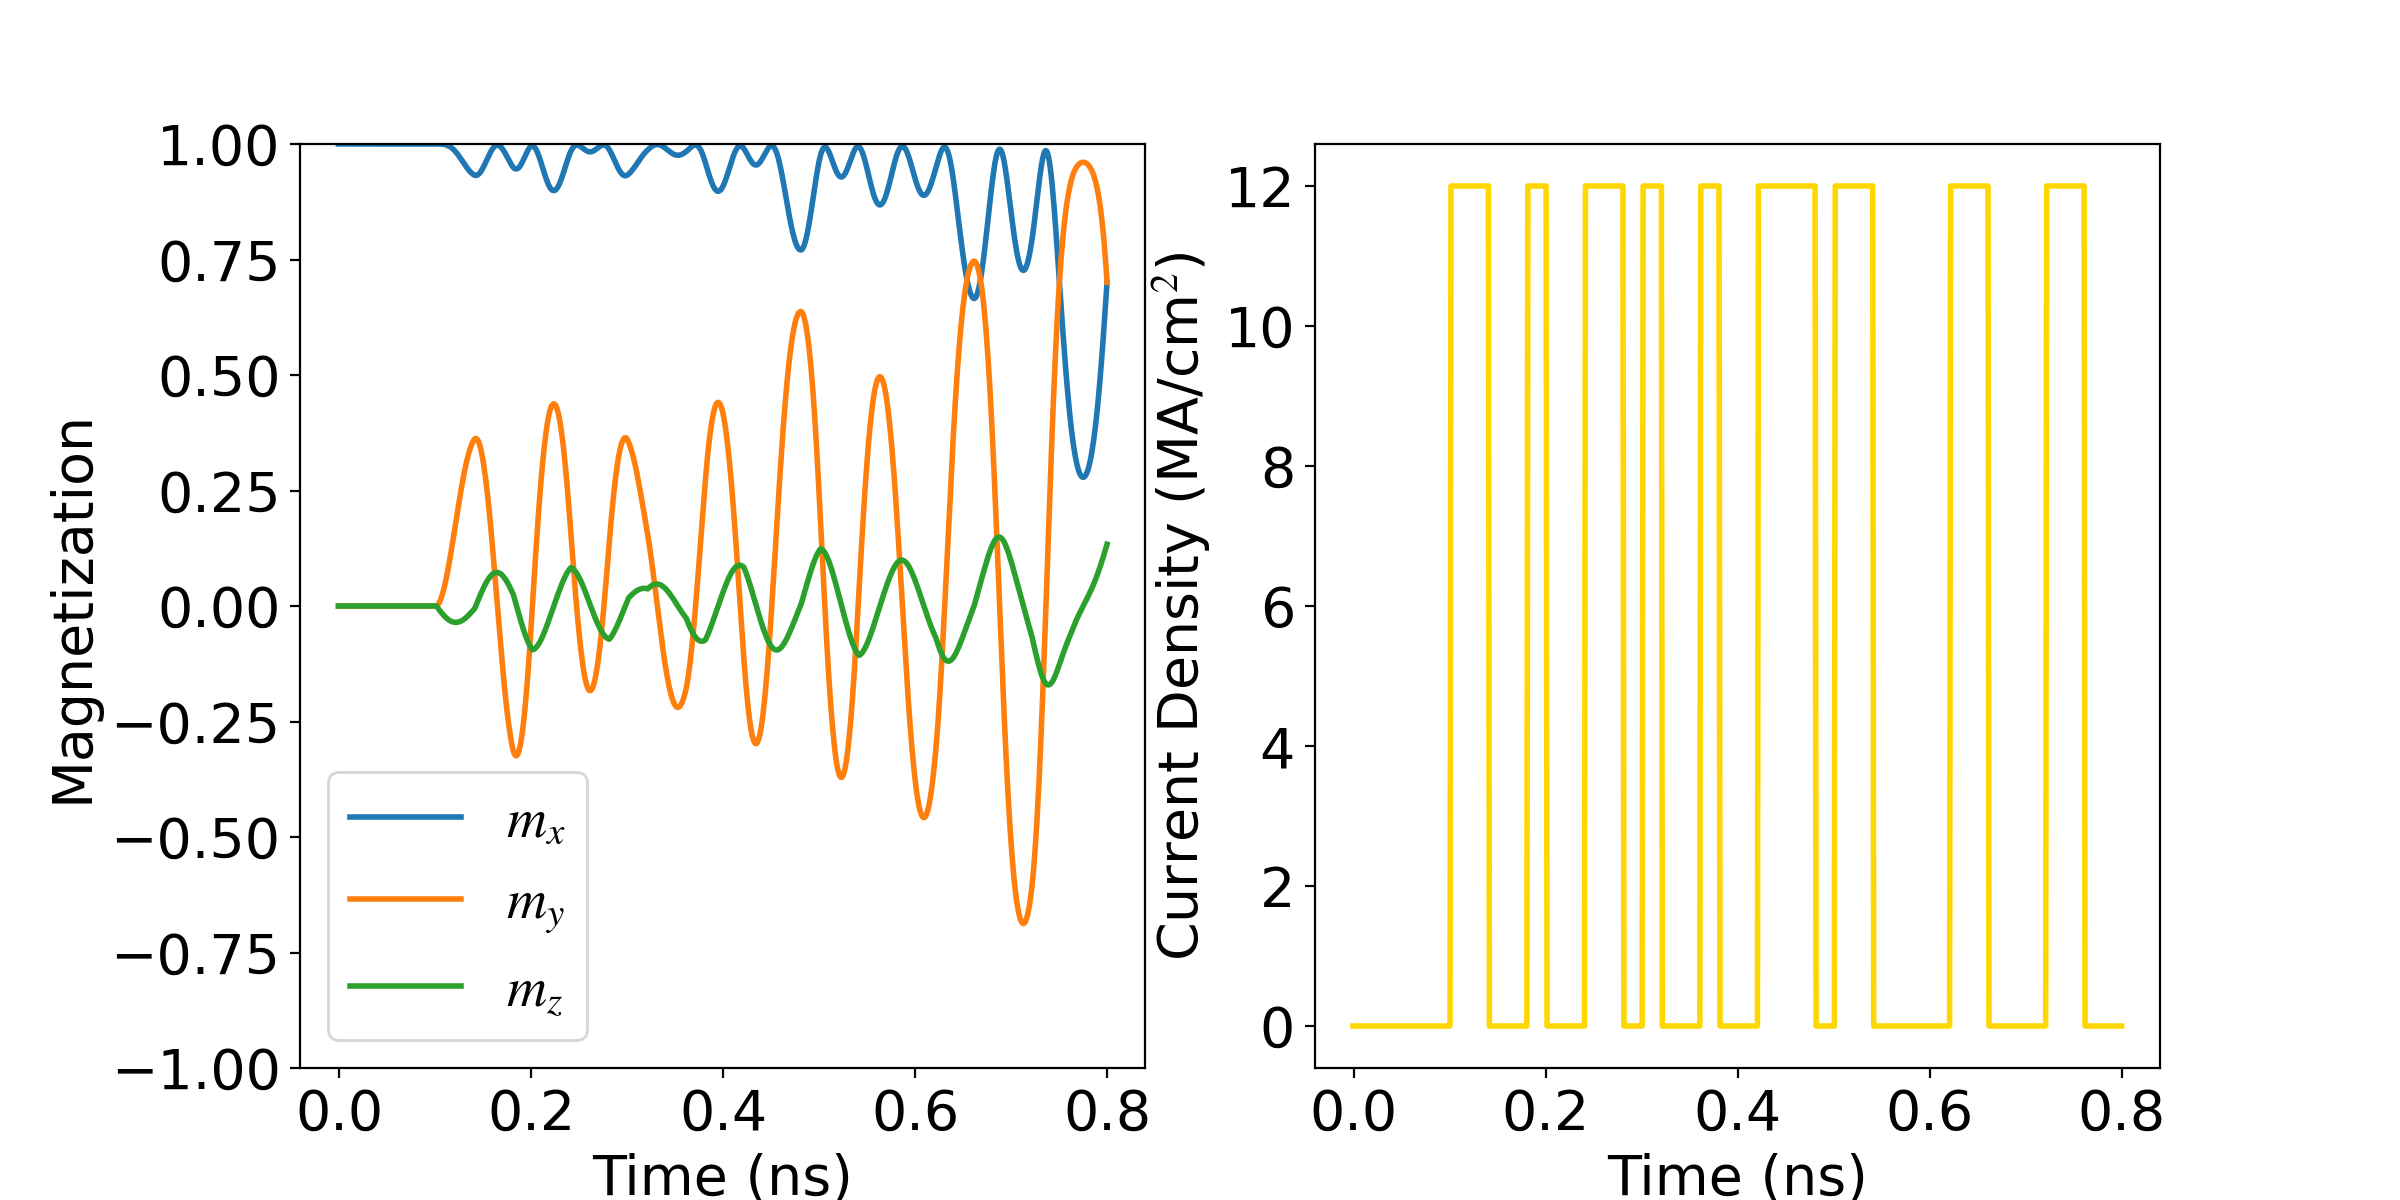 1.00
0.75
0.50
0.25
0.00
−0.25
−0.50
−0.75
−1.00
Magnetization
m_x
m_y
m_z
0.0 0.2 0.4 0.6 0.8
Time (ns)
12
10
8
6
4
2
0
Current Density (MA/cm²)
0.0 0.2 0.4 0.6 0.8
Time (ns)